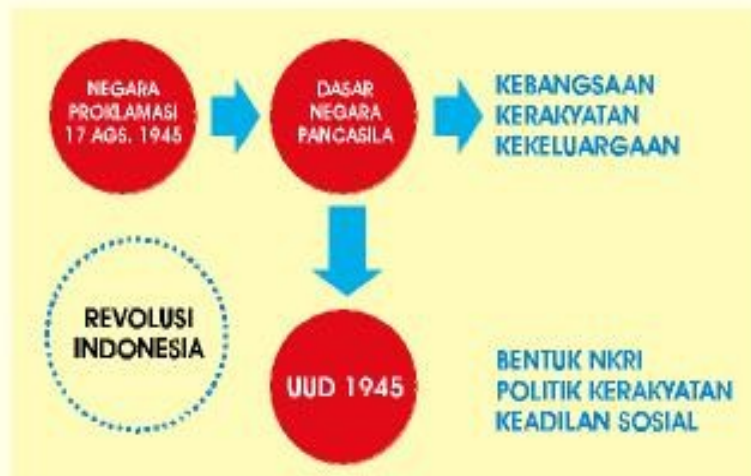 NEGARA
PROKLAMASI
17 AGS. 1945
DASAR
NEGARA
PANCASILA
KEBANGSAAN
KERAKYATAN
KEKELUARGAAN
REVOLUSI
INDONESIA
UUD 1945
BENTUK NKRI
POLITIK KERAKYATAN
KEADILAN SOSIAL